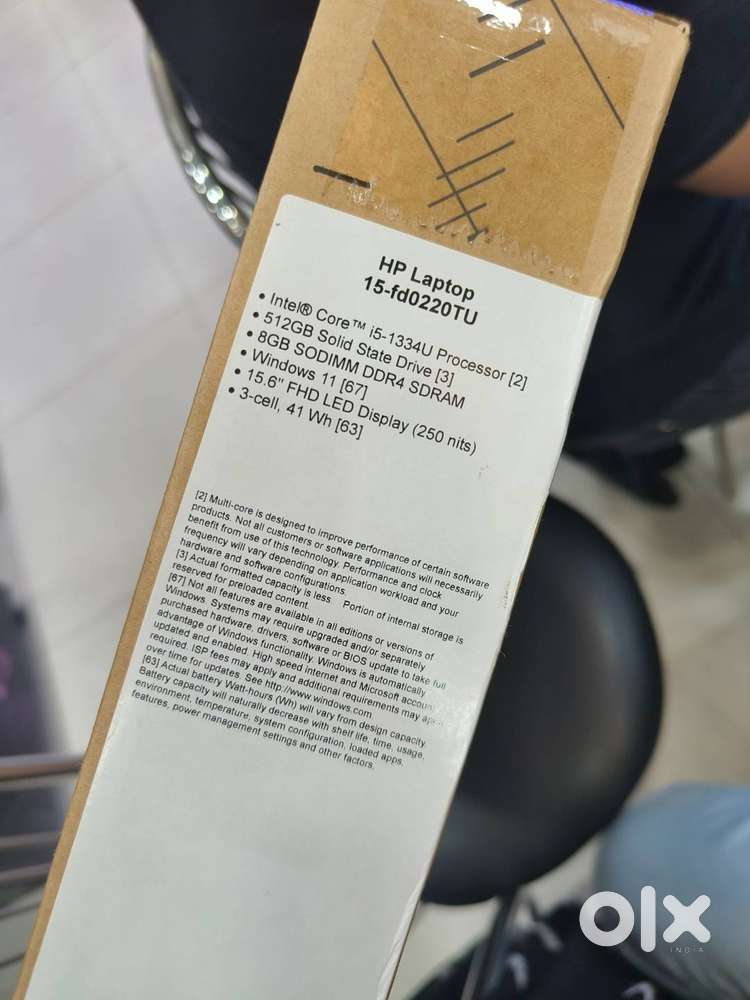 HP Laptop
15-fd0220TU
• Intel® Core™ i5-1334U Processor [2]
• 512GB Solid State Drive [3]
• 8GB SODIMM DDR4 SDRAM
• Windows 11 [67]
• 15.6" FHD LED Display (250 nits)
• 3-cell, 41 Wh [63]
[2] Multi-core is designed to improve performance of certain software
products. Not all customers or software applications will necessarily
benefit from use of this technology. Performance and clock
frequency will vary depending on application workload and your
hardware and software configurations.
[3] Actual formatted capacity is less. Portion of internal storage is
reserved for preloaded content.
[67] Not all features are available in all editions or versions of
Windows. Systems may require upgraded and/or separately
purchased hardware, drivers, software or BIOS update to take full
advantage of Windows functionality. Windows is automatically
updated and enabled. High speed internet and Microsoft account
required. ISP fees may apply and additional requirements may apply
over time for updates. See http://www.windows.com.
[63] Actual battery Watt-hours (Wh) will vary from design capacity.
Battery capacity will naturally decrease with shelf life, time, usage,
environment, temperature, system configuration, loaded apps,
features, power management settings and other factors.
olx
INDIA